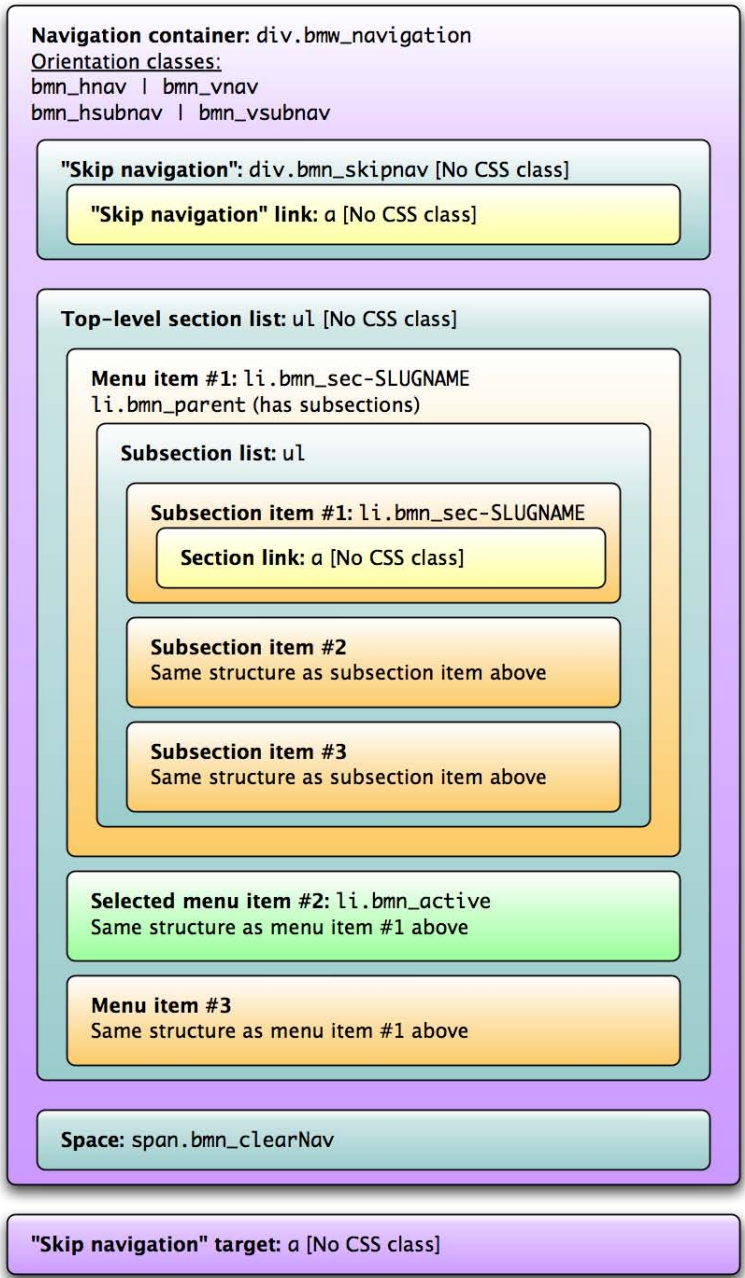 Navigation container: div.bmw_navigation
Orientation classes:
bmn_hnav | bmn_vnav
bmn_hsubnav | bmn_vsubnav
"Skip navigation": div.bmn_skipnav [No CSS class]
"Skip navigation" link: a [No CSS class]
Top-level section list: ul [No CSS class]
Menu item #1: li.bmn_sec-SLUGNAME
li.bmn_parent (has subsections)
Subsection list: ul
Subsection item #1: li.bmn_sec-SLUGNAME
Section link: a [No CSS class]
Subsection item #2
Same structure as subsection item above
Subsection item #3
Same structure as subsection item above
Selected menu item #2: li.bmn_active
Same structure as menu item #1 above
Menu item #3
Same structure as menu item #1 above
Space: span.bmn_clearNav
"Skip navigation" target: a [No CSS class]